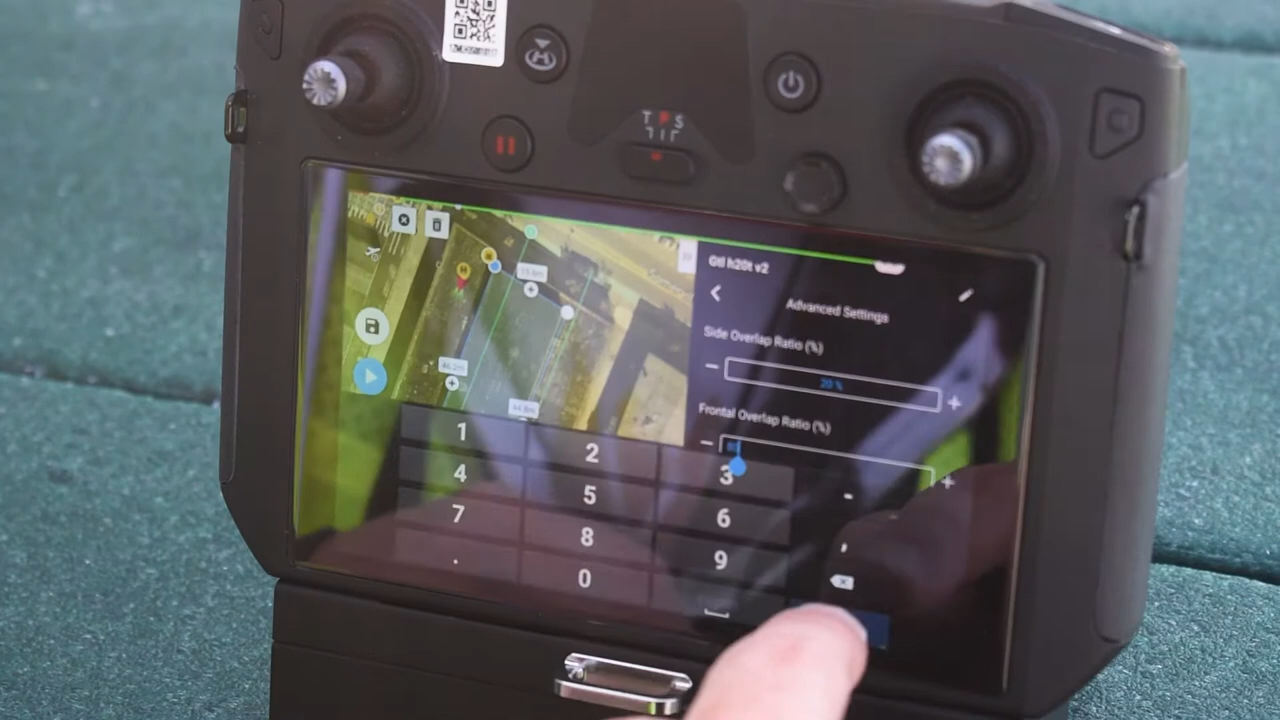 T P S
Gtl h20t v2
Advanced Settings
Side Overlap Ratio (%)
20 %
Frontal Overlap Ratio (%)
1
2
3
4
5
6
-
7
8
9
,
.
0